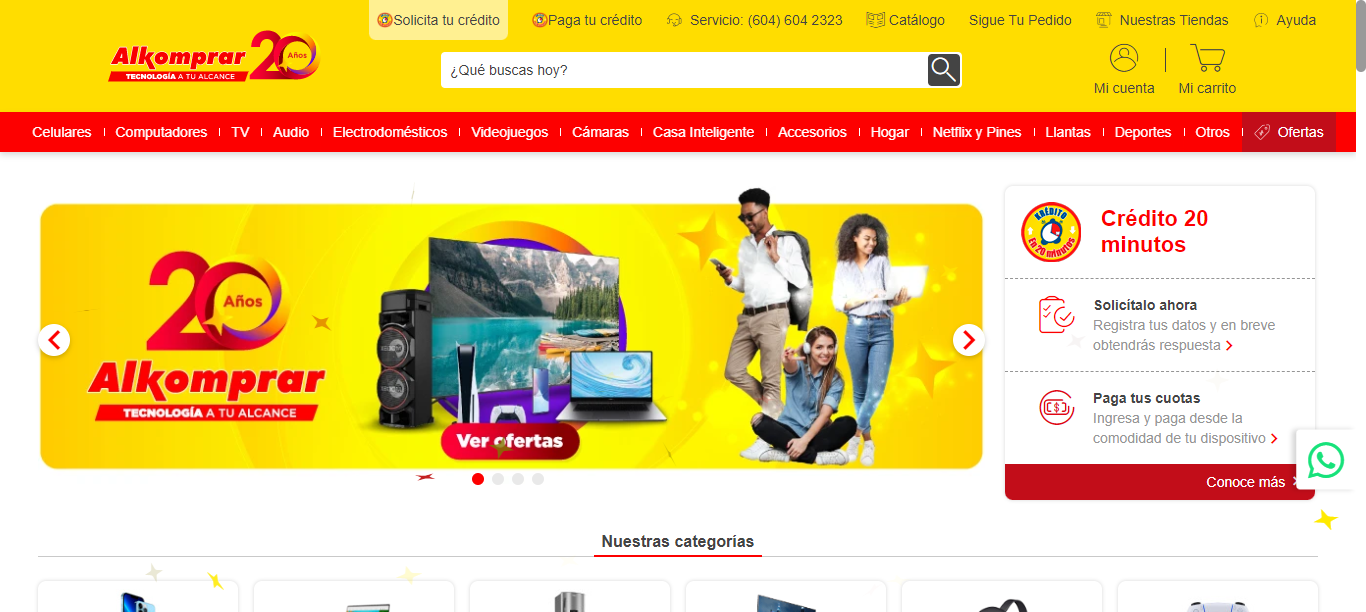 Solicita tu crédito
Paga tu crédito
Servicio: (604) 604 2323
Catálogo
Sigue Tu Pedido
Nuestras Tiendas
Ayuda
Alkomprar 20 Años
TECNOLOGÍA A TU ALCANCE
¿Qué buscas hoy?
Mi cuenta
Mi carrito
Celulares
Computadores
TV
Audio
Electrodomésticos
Videojuegos
Cámaras
Casa Inteligente
Accesorios
Hogar
Netflix y Pines
Llantas
Deportes
Otros
Ofertas
20 Años
Alkomprar
TECNOLOGÍA A TU ALCANCE
Ver ofertas
KRÉDITO
En 20 minutos
Crédito 20
minutos
Solicítalo ahora
Registra tus datos y en breve
obtendrás respuesta
Paga tus cuotas
Ingresa y paga desde la
comodidad de tu dispositivo
Conoce más
Nuestras categorías